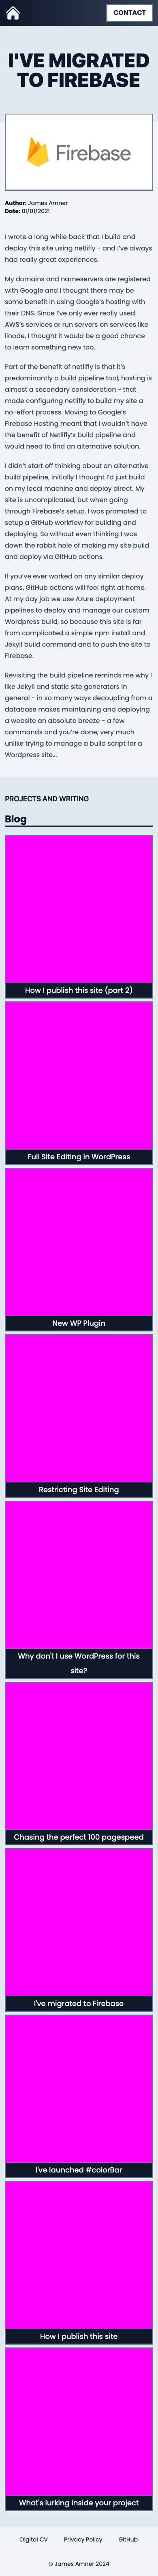 CONTACT
I'VE MIGRATED
TO FIREBASE
Firebase
Author: James Amner
Date: 01/01/2021
I wrote a long while back that I build and
deploy this site using netlify - and I've always
had really great experiences.
My domains and nameservers are registered
with Google and I thought there may be
some benefit in using Google's hosting with
their DNS. Since I've only ever really used
AWS's services or run servers on services like
linode, I thought it would be a good chance
to learn something new too.
Part of the benefit of netlify is that it's
predominantly a build pipeline tool, hosting is
almost a secondary consideration - that
made configuring netlify to build my site a
no-effort process. Moving to Google's
Firebase Hosting meant that I wouldn't have
the benefit of Netlify's build pipeline and
would need to find an alternative solution.
I didn't start off thinking about an alternative
build pipeline, initially I thought I'd just build
on my local machine and deploy direct. My
site is uncomplicated, but when going
through Firebase's setup, I was prompted to
setup a GitHub workflow for building and
deploying. So without even thinking I was
down the rabbit hole of making my site build
and deploy via GitHub actions.
If you've ever worked on any similar deploy
plans, GitHub actions will feel right at home.
At my day job we use Azure deployment
pipelines to deploy and manage our custom
Wordpress build, so because this site is far
from complicated a simple npm install and
Jekyll build command and to push the site to
Firebase.
Revisiting the build pipeline reminds me why I
like Jekyll and static site generators in
general - in so many ways decoupling from a
database makes maintaining and deploying
a website an absolute breeze - a few
commands and you're done, very much
unlike trying to manage a build script for a
Wordpress site...
PROJECTS AND WRITING
Blog
How I publish this site (part 2)
Full Site Editing in WordPress
New WP Plugin
Restricting Site Editing
Why don't I use WordPress for this
site?
Chasing the perfect 100 pagespeed
I've migrated to Firebase
I've launched #colorBar
How I publish this site
What's lurking inside your project
Digital CV
Privacy Policy
GitHub
© James Amner 2024